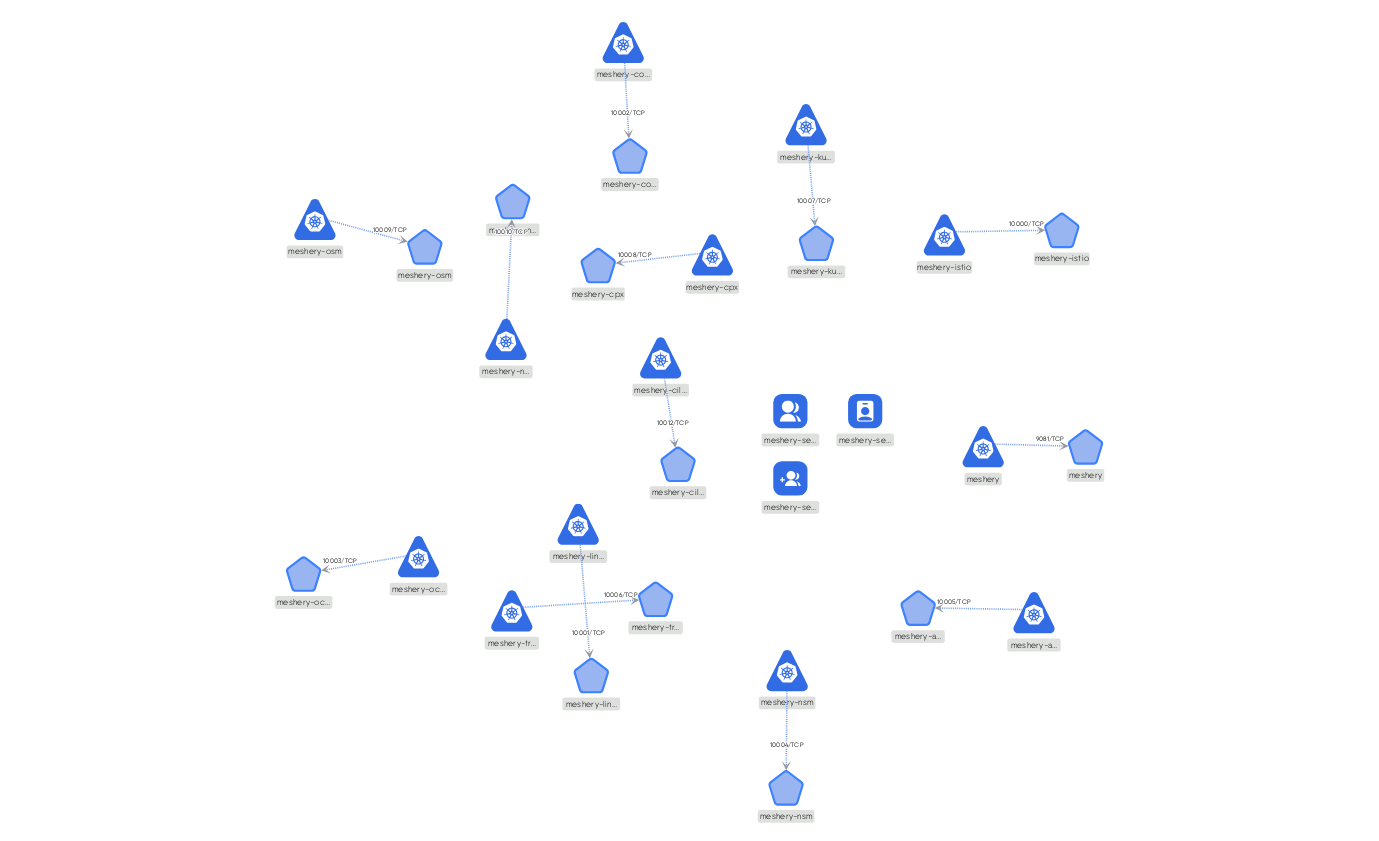 meshery-co...
10002/TCP
meshery-co...
meshery-ku...
10007/TCP
meshery-ku...
meshery-osm
10009/TCP
meshery-osm
10010/TCP
meshery-n...
10008/TCP
meshery-cpx
meshery-cpx
meshery-istio
10000/TCP
meshery-istio
meshery-cil...
10012/TCP
meshery-cil...
meshery-se...
meshery-se...
meshery-se...
meshery
9081/TCP
meshery
meshery-oc...
10003/TCP
meshery-oc...
meshery-lin...
10006/TCP
meshery-tr...
meshery-tr...
10001/TCP
meshery-lin...
meshery-a...
10005/TCP
meshery-a...
meshery-nsm
10004/TCP
meshery-nsm